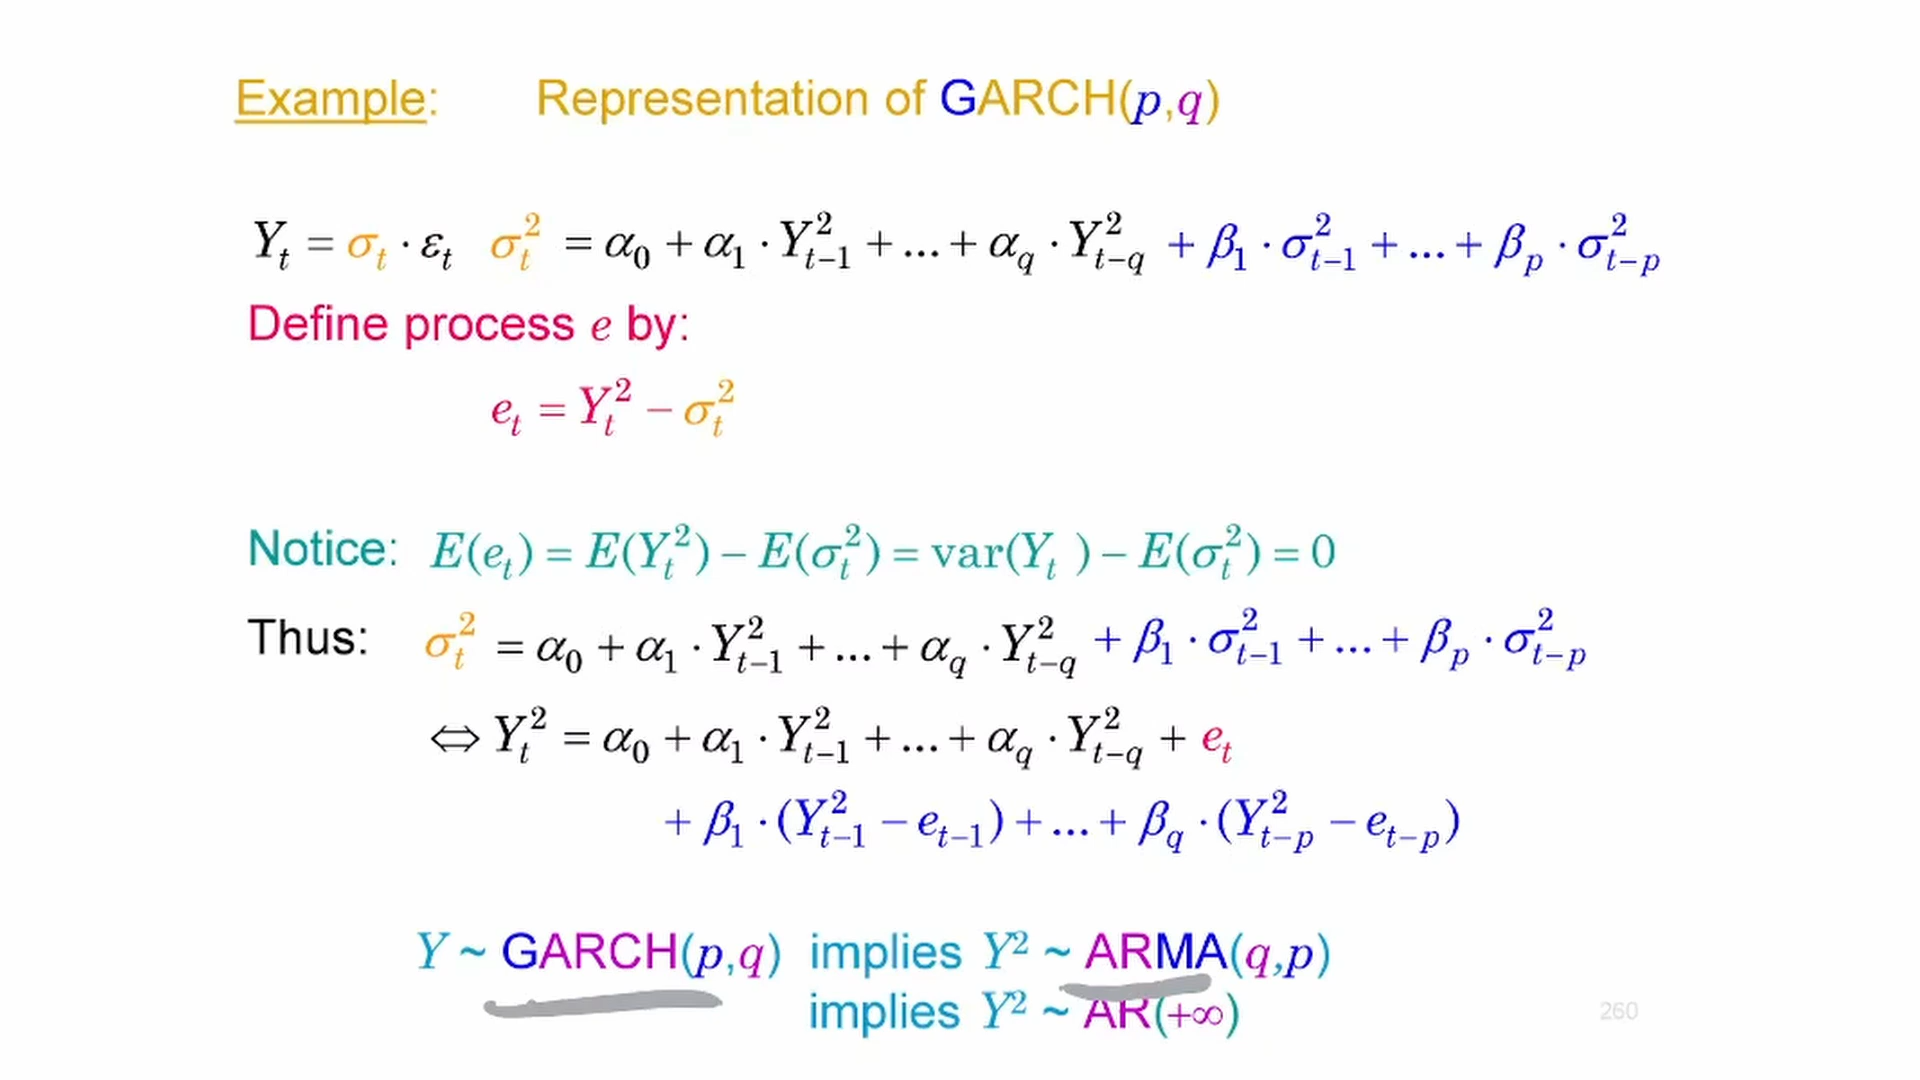 Example: Representation of GARCH(p,q)
Y_t = σ_t · ε_t σ_t^2 = α_0 + α_1 · Y_{t−1}^2 + ... + α_q · Y_{t−q}^2 + β_1 · σ_{t−1}^2 + ... + β_p · σ_{t−p}^2
Define process e by:
e_t = Y_t^2 − σ_t^2
Notice: E(e_t) = E(Y_t^2) − E(σ_t^2) = var(Y_t ) − E(σ_t^2) = 0
Thus: σ_t^2 = α_0 + α_1 · Y_{t−1}^2 + ... + α_q · Y_{t−q}^2 + β_1 · σ_{t−1}^2 + ... + β_p · σ_{t−p}^2
⇔ Y_t^2 = α_0 + α_1 · Y_{t−1}^2 + ... + α_q · Y_{t−q}^2 + e_t
+ β_1 · (Y_{t−1}^2 − e_{t−1}) + ... + β_q · (Y_{t−p}^2 − e_{t−p})
Y ~ GARCH(p,q) implies Y² ~ ARMA(q,p)
implies Y² ~ AR(+∞)
260